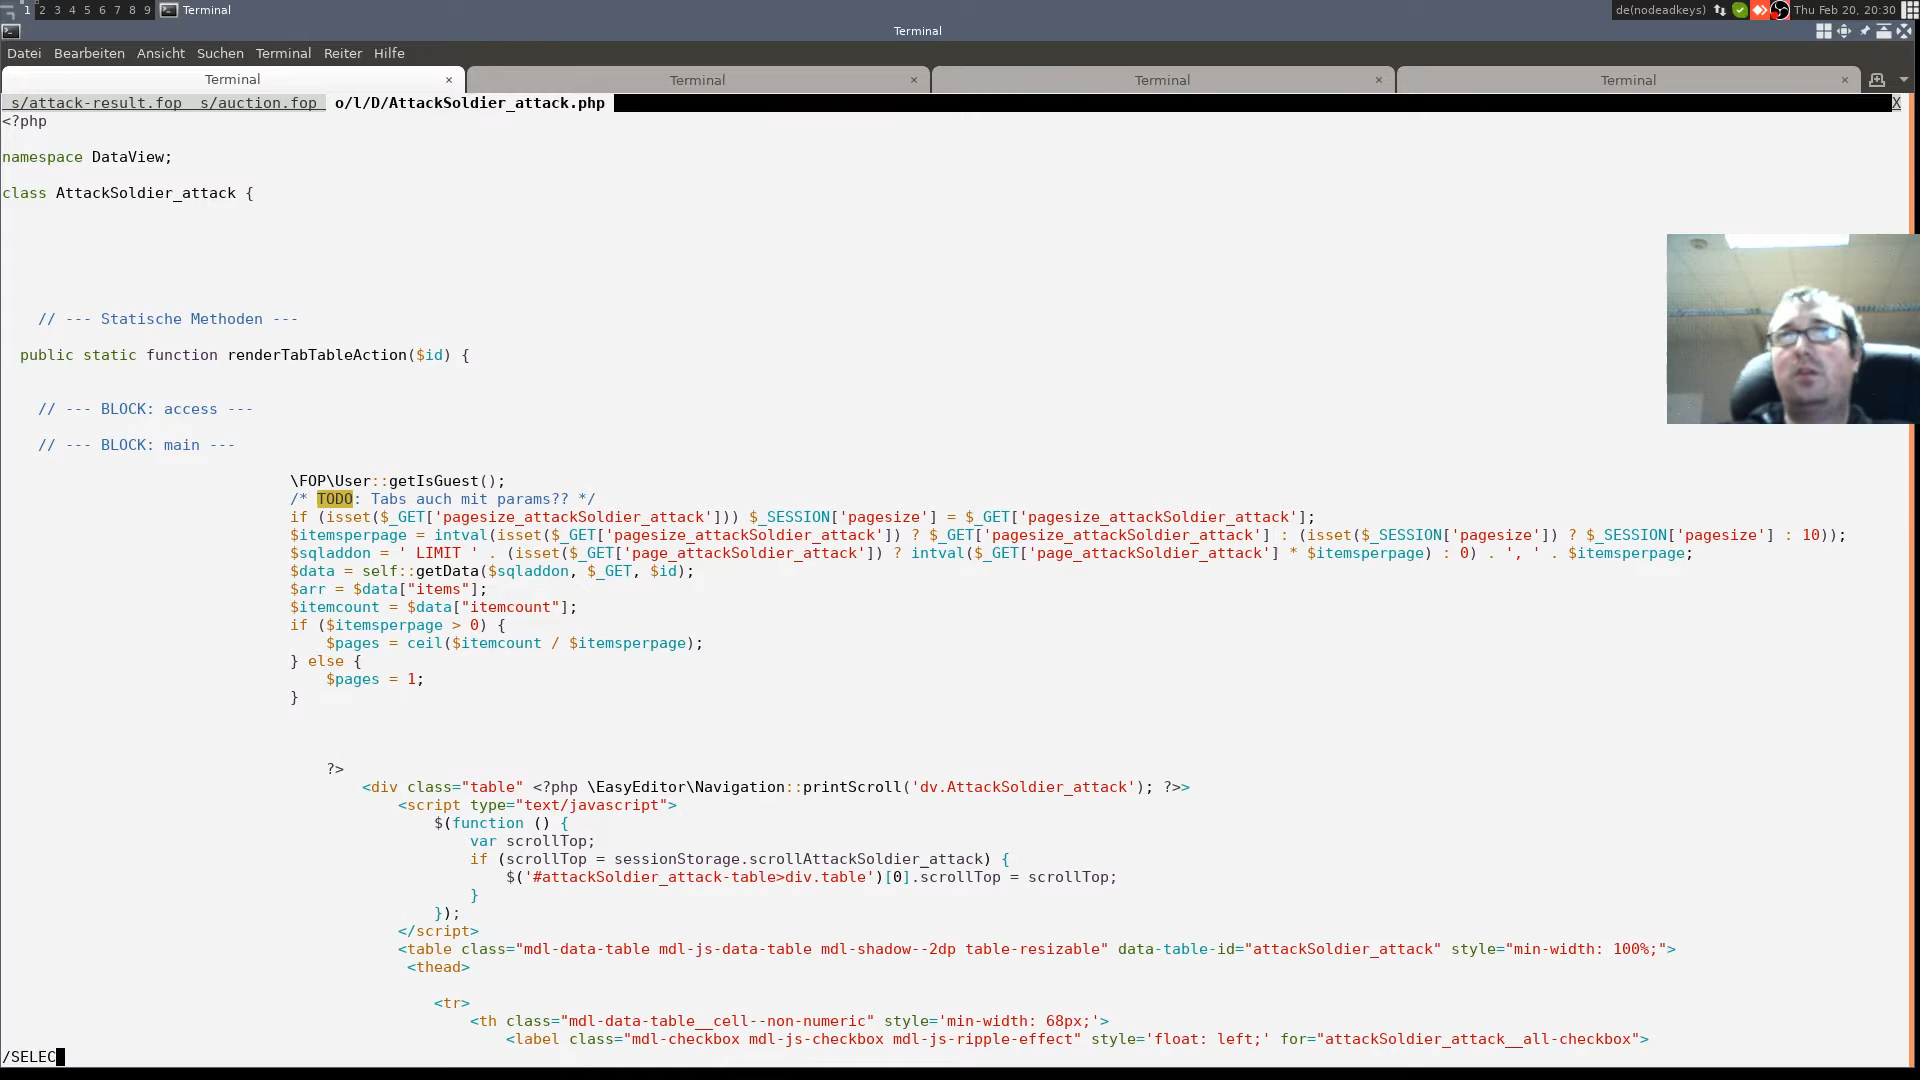 1 2 3 4 5 6 7 8 9 Terminal de(nodeadkeys) Thu Feb 20, 20:30
Terminal
Datei Bearbeiten Ansicht Suchen Terminal Reiter Hilfe
Terminal × Terminal × Terminal × Terminal ×
s/attack-result.fop s/auction.fop o/l/D/AttackSoldier_attack.php X
<?php
namespace DataView;
class AttackSoldier_attack {
// --- Statische Methoden ---
public static function renderTabTableAction($id) {
// --- BLOCK: access ---
// --- BLOCK: main ---
\FOP\User::getIsGuest();
/* TODO: Tabs auch mit params?? */
if (isset($_GET['pagesize_attackSoldier_attack'])) $_SESSION['pagesize'] = $_GET['pagesize_attackSoldier_attack'];
$itemsperpage = intval(isset($_GET['pagesize_attackSoldier_attack']) ? $_GET['pagesize_attackSoldier_attack'] : (isset($_SESSION['pagesize']) ? $_SESSION['pagesize'] : 10));
$sqladdon = ' LIMIT ' . (isset($_GET['page_attackSoldier_attack']) ? intval($_GET['page_attackSoldier_attack'] * $itemsperpage) : 0) . ', ' . $itemsperpage;
$data = self::getData($sqladdon, $_GET, $id);
$arr = $data["items"];
$itemcount = $data["itemcount"];
if ($itemsperpage > 0) {
$pages = ceil($itemcount / $itemsperpage);
} else {
$pages = 1;
}
?>
<div class="table" <?php \EasyEditor\Navigation::printScroll('dv.AttackSoldier_attack'); ?>>
<script type="text/javascript">
$(function () {
var scrollTop;
if (scrollTop = sessionStorage.scrollAttackSoldier_attack) {
$('#attackSoldier_attack-table>div.table')[0].scrollTop = scrollTop;
}
});
</script>
<table class="mdl-data-table mdl-js-data-table mdl-shadow--2dp table-resizable" data-table-id="attackSoldier_attack" style="min-width: 100%;">
<thead>
<tr>
<th class="mdl-data-table__cell--non-numeric" style='min-width: 68px;'>
<label class="mdl-checkbox mdl-js-checkbox mdl-js-ripple-effect" style='float: left;' for="attackSoldier_attack__all-checkbox">
/SELEC